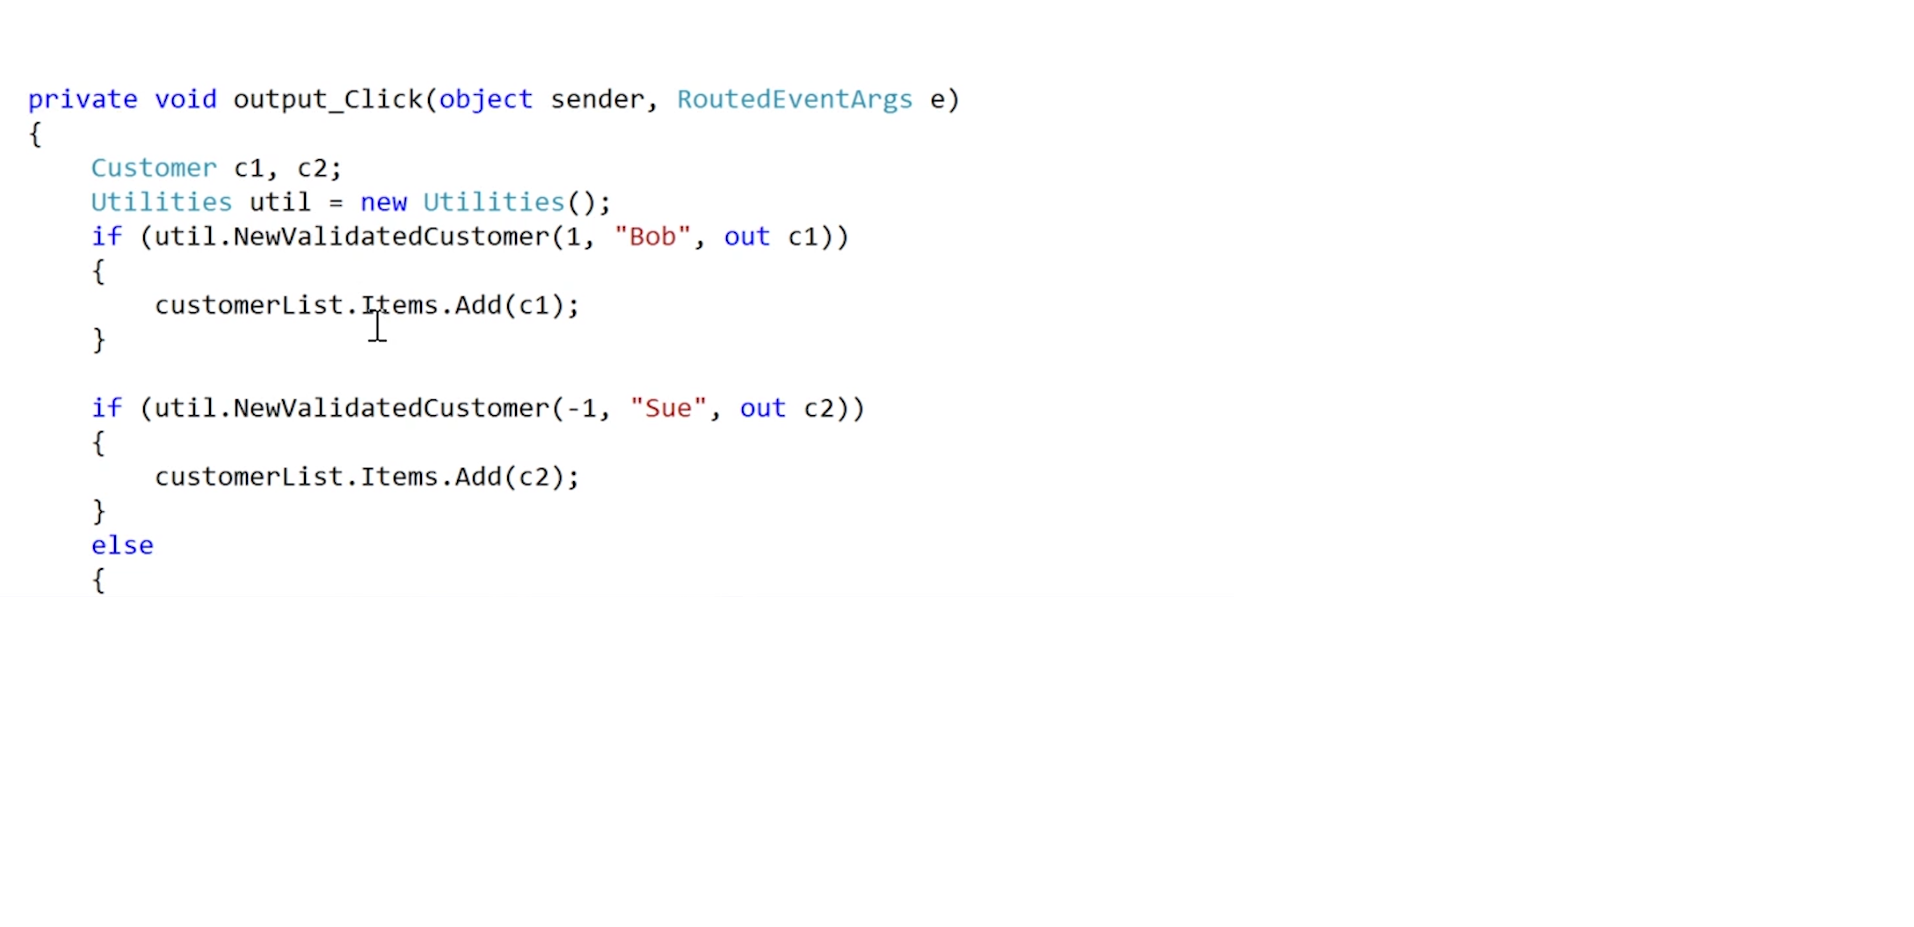 private void output_Click(object sender, RoutedEventArgs e)
{
    Customer c1, c2;
    Utilities util = new Utilities();
    if (util.NewValidatedCustomer(1, "Bob", out c1))
    {
        customerList.Items.Add(c1);
    }

    if (util.NewValidatedCustomer(-1, "Sue", out c2))
    {
        customerList.Items.Add(c2);
    }
    else
    {